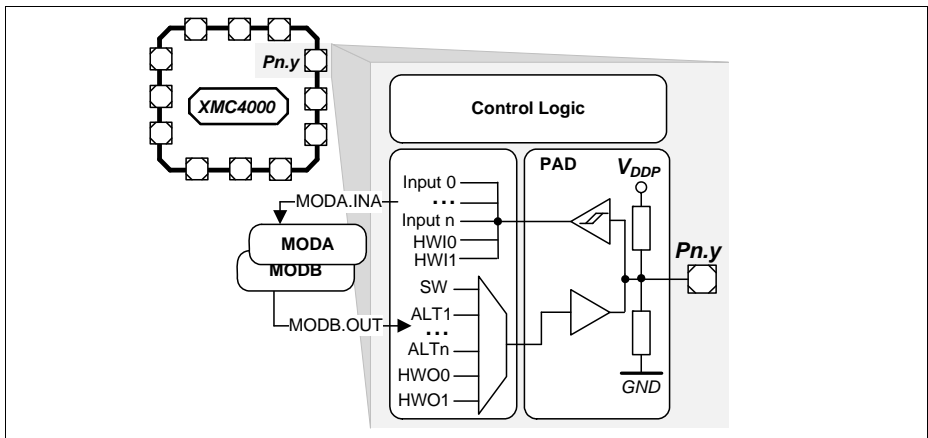 Pn.y
XMC4000
Control Logic
PAD
VDDP
Input 0
...
Input n
HWI0
HWI1
MODA.INA
MODA
MODB
MODB.OUT
SW
ALT1
...
ALTn
HWO0
HWO1
Pn.y
GND